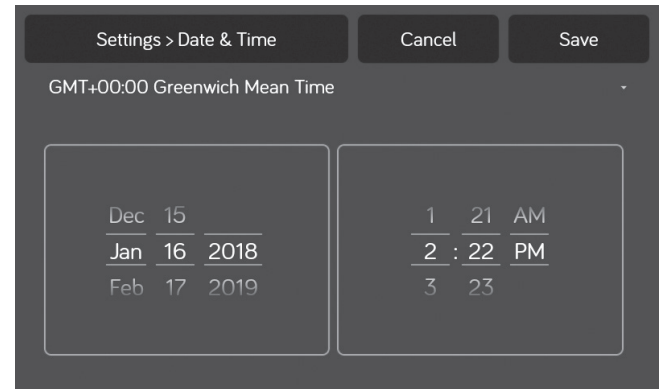 Settings > Date & Time Cancel Save
GMT+00:00 Greenwich Mean Time
Dec 15 1 21 AM
Jan 16 2018 2 : 22 PM
Feb 17 2019 3 23